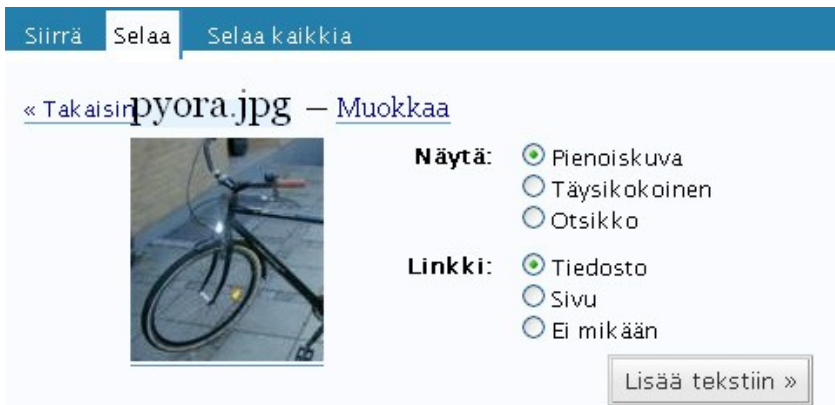 Siirrä Selaa Selaa kaikkia
« Takaisin pyora.jpg – Muokkaa
Näytä: Pienoiskuva
Täysikokoinen
Otsikko
Linkki: Tiedosto
Sivu
Ei mikään
Lisää tekstiin »